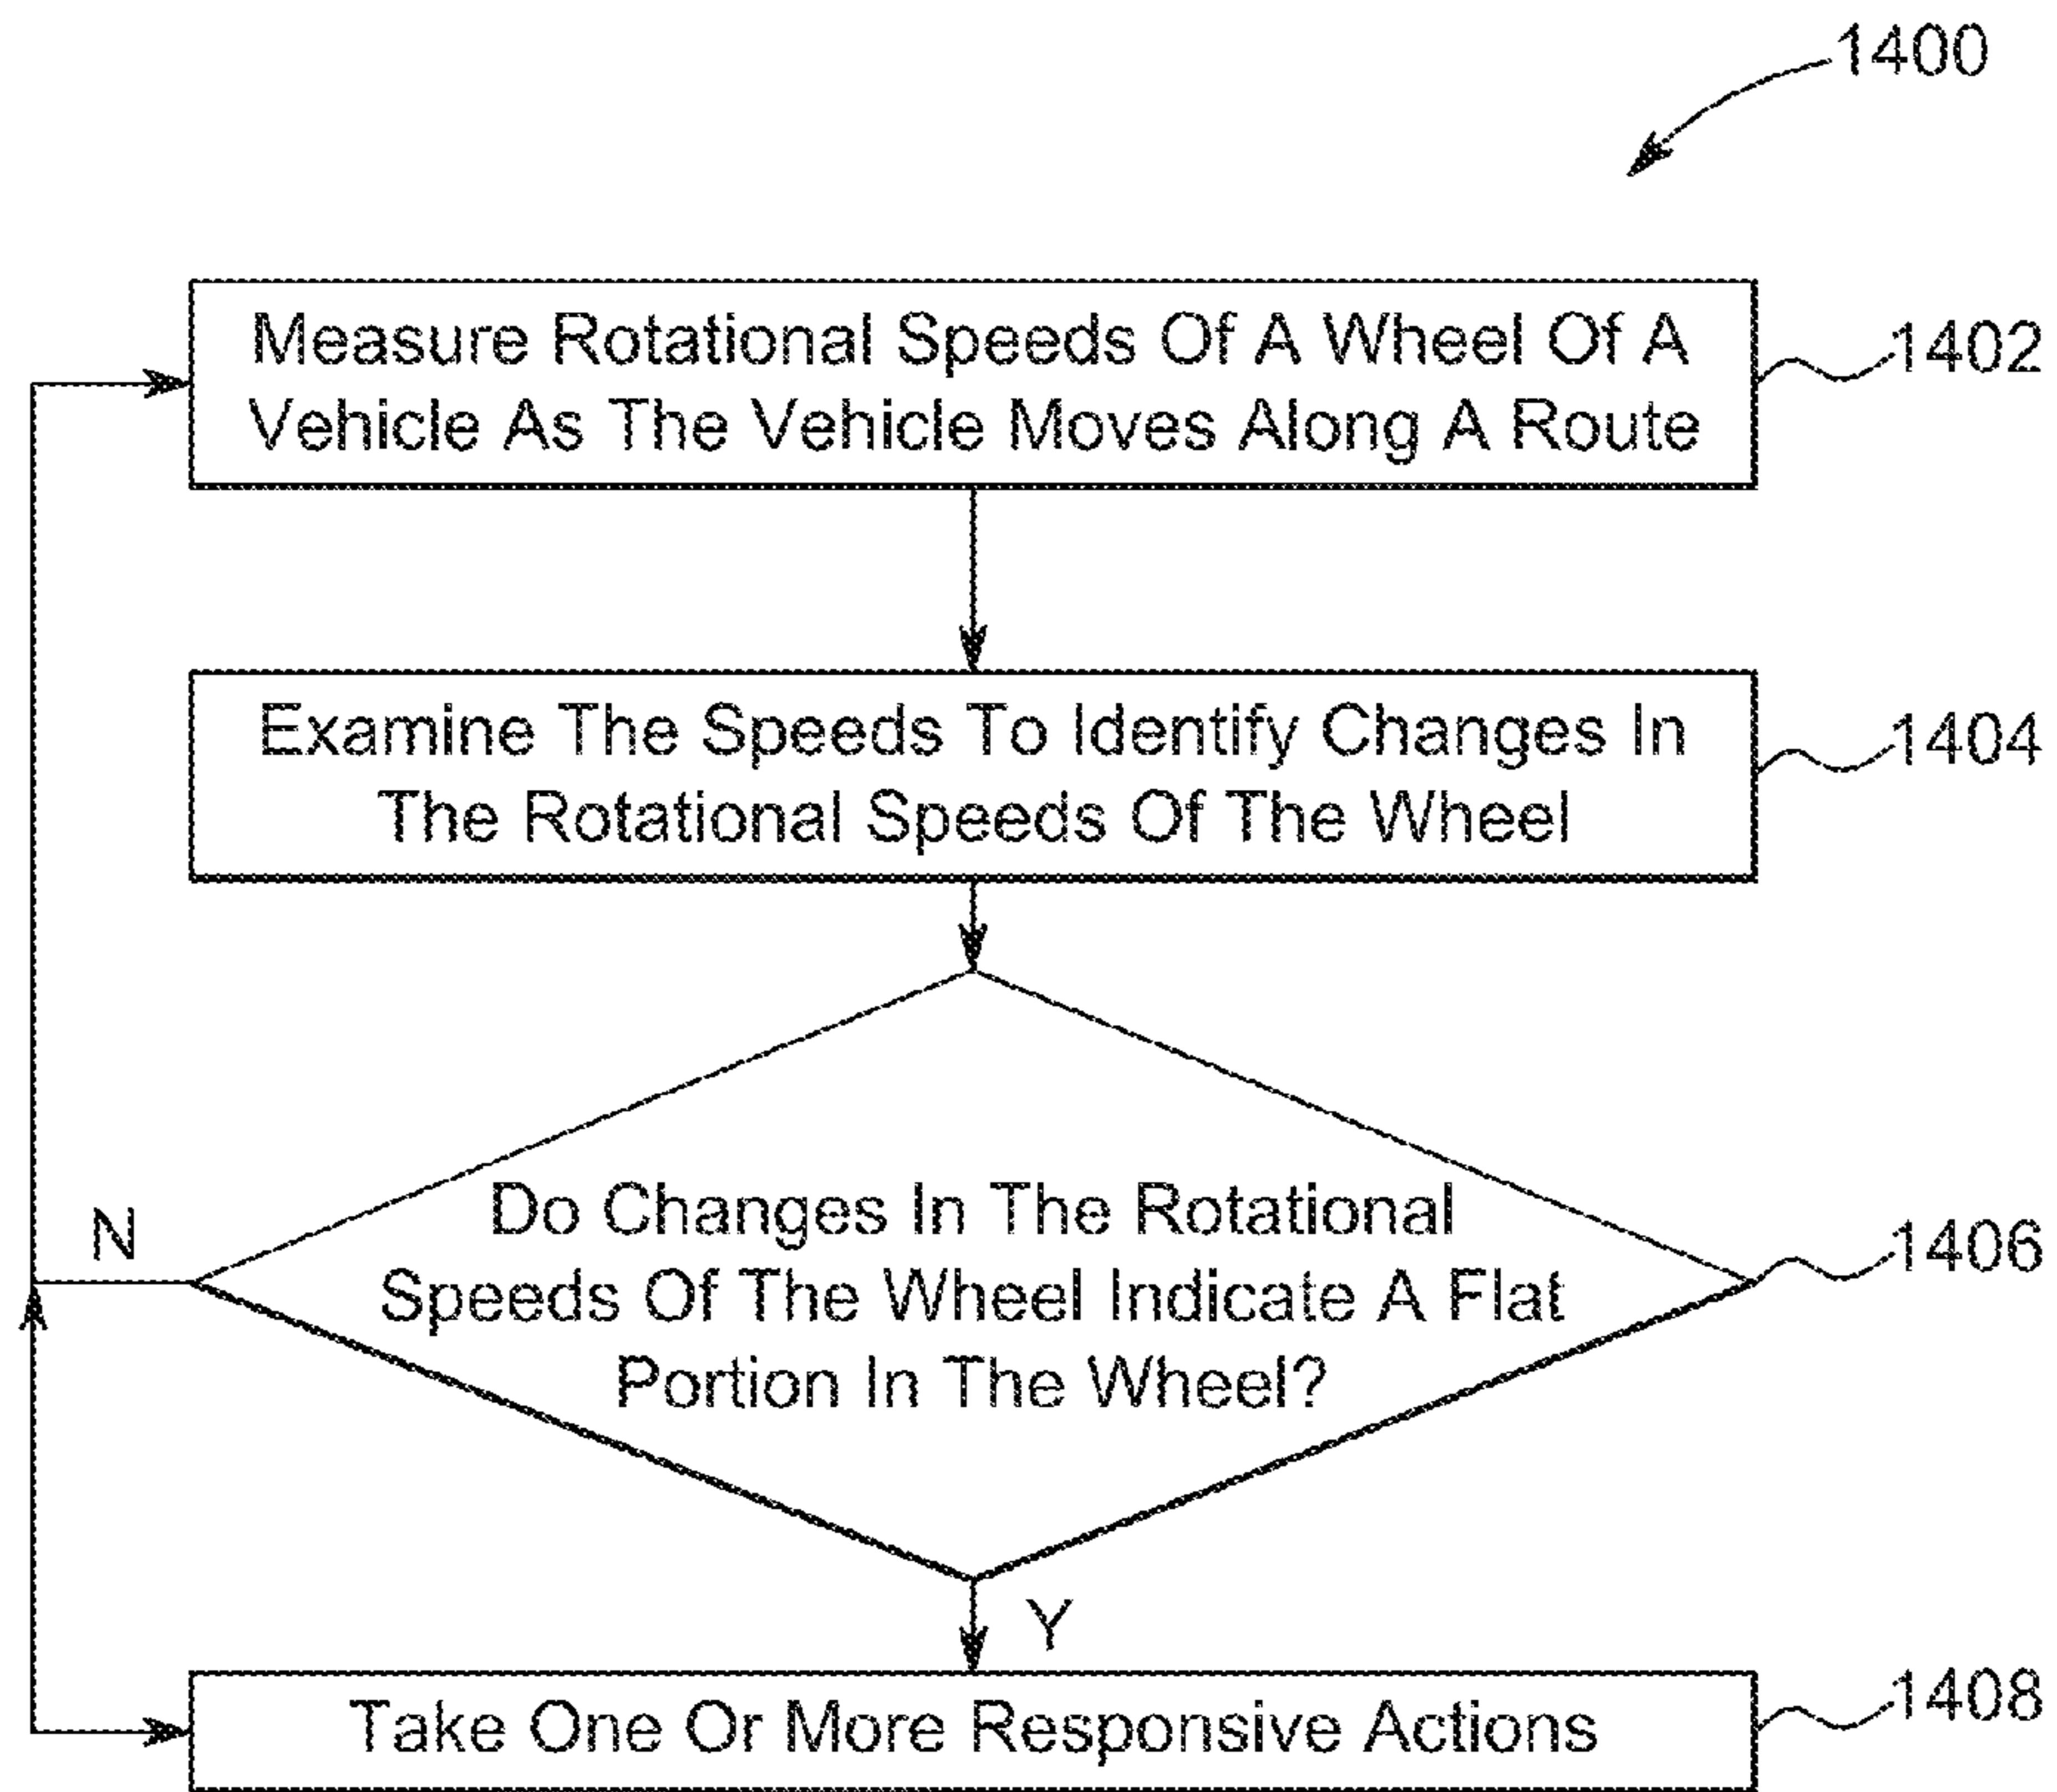 1400
Measure Rotational Speeds Of A Wheel Of A
Vehicle As The Vehicle Moves Along A Route
1402
Examine The Speeds To Identify Changes In
The Rotational Speeds Of The Wheel
1404
Do Changes In The Rotational
Speeds Of The Wheel Indicate A Flat
Portion In The Wheel?
1406
N
Y
Take One Or More Responsive Actions
1408